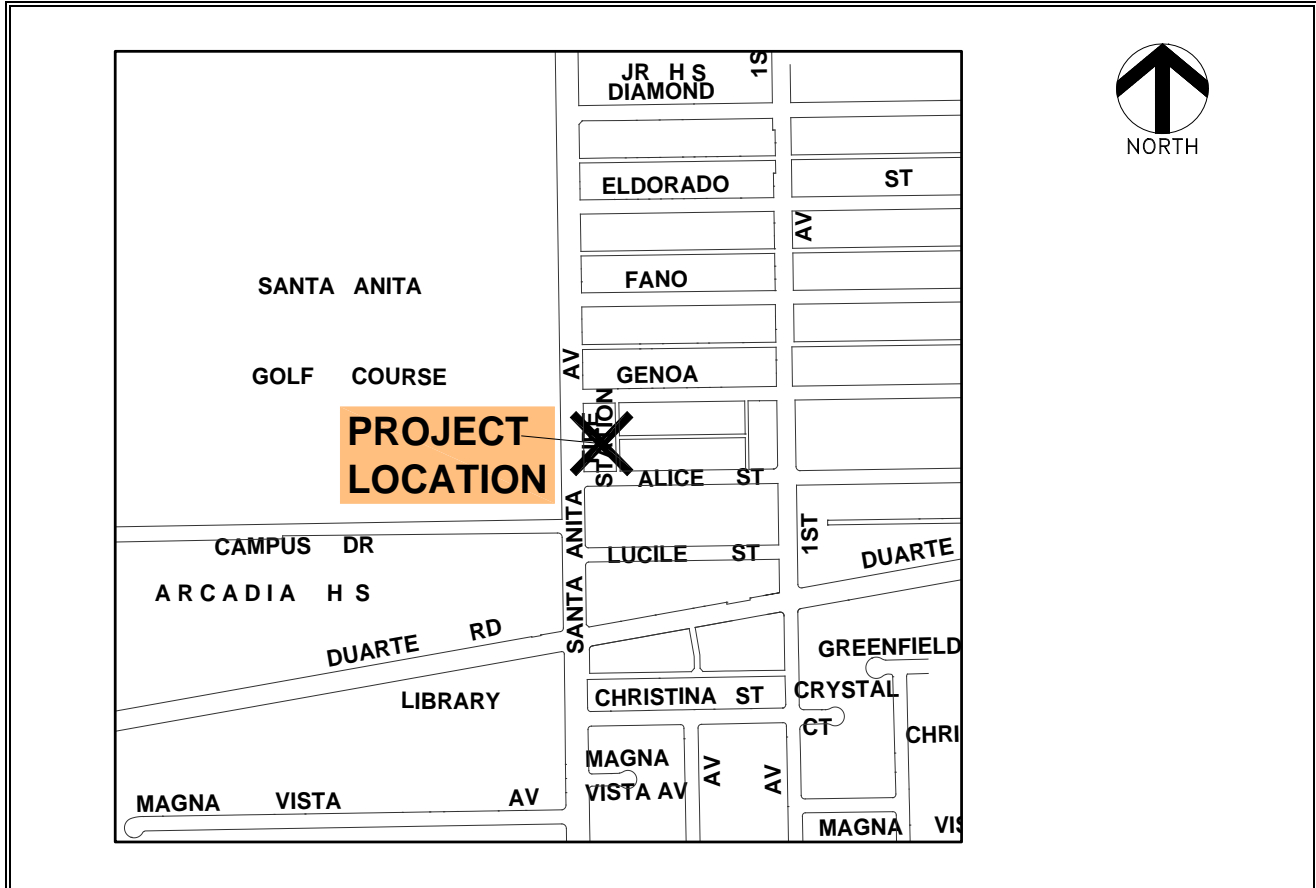 JR H S
1S
DIAMOND
NORTH
ELDORADO
ST
AV
FANO
SANTA ANITA
GOLF COURSE
AV
GENOA
PROJECT
LOCATION
STATION
ALICE ST
SANTA ANITA
1ST
CAMPUS DR
LUCILE ST
DUARTE
ARCADIA H S
DUARTE RD
GREENFIELD
LIBRARY
CHRISTINA ST
CRYSTAL
CT
CHRI
MAGNA
VISTA AV
AV
AV
MAGNA VISTA AV
MAGNA VIS